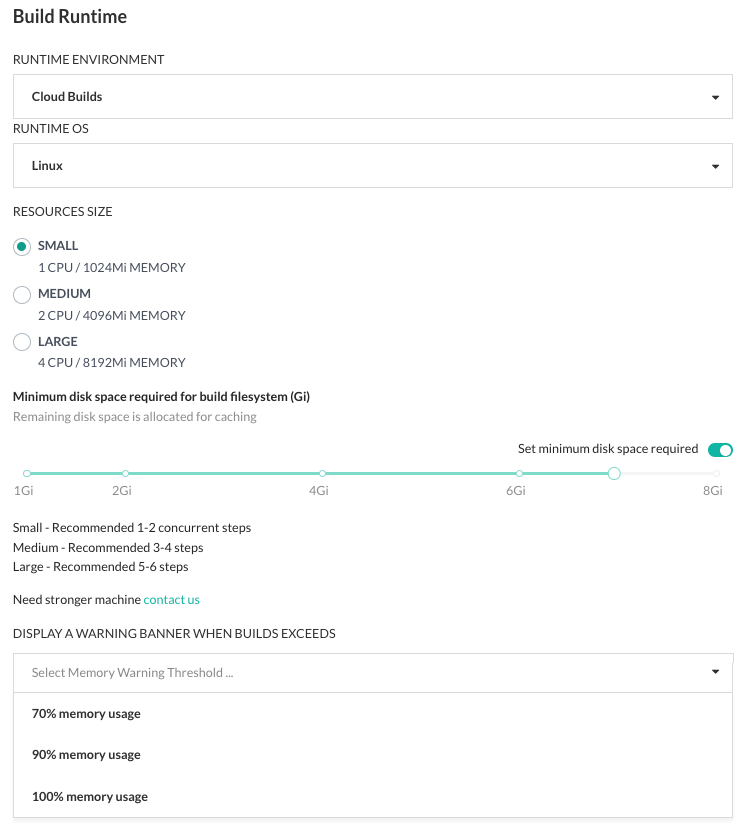 Build Runtime
RUNTIME ENVIRONMENT
Cloud Builds
RUNTIME OS
Linux
RESOURCES SIZE
SMALL
1 CPU / 1024Mi MEMORY
MEDIUM
2 CPU / 4096Mi MEMORY
LARGE
4 CPU / 8192Mi MEMORY
Minimum disk space required for build filesystem (Gi)
Remaining disk space is allocated for caching
Set minimum disk space required
1Gi 2Gi 4Gi 6Gi 8Gi
Small - Recommended 1-2 concurrent steps
Medium - Recommended 3-4 steps
Large - Recommended 5-6 steps
Need stronger machine contact us
DISPLAY A WARNING BANNER WHEN BUILDS EXCEEDS
Select Memory Warning Threshold ...
70% memory usage
90% memory usage
100% memory usage